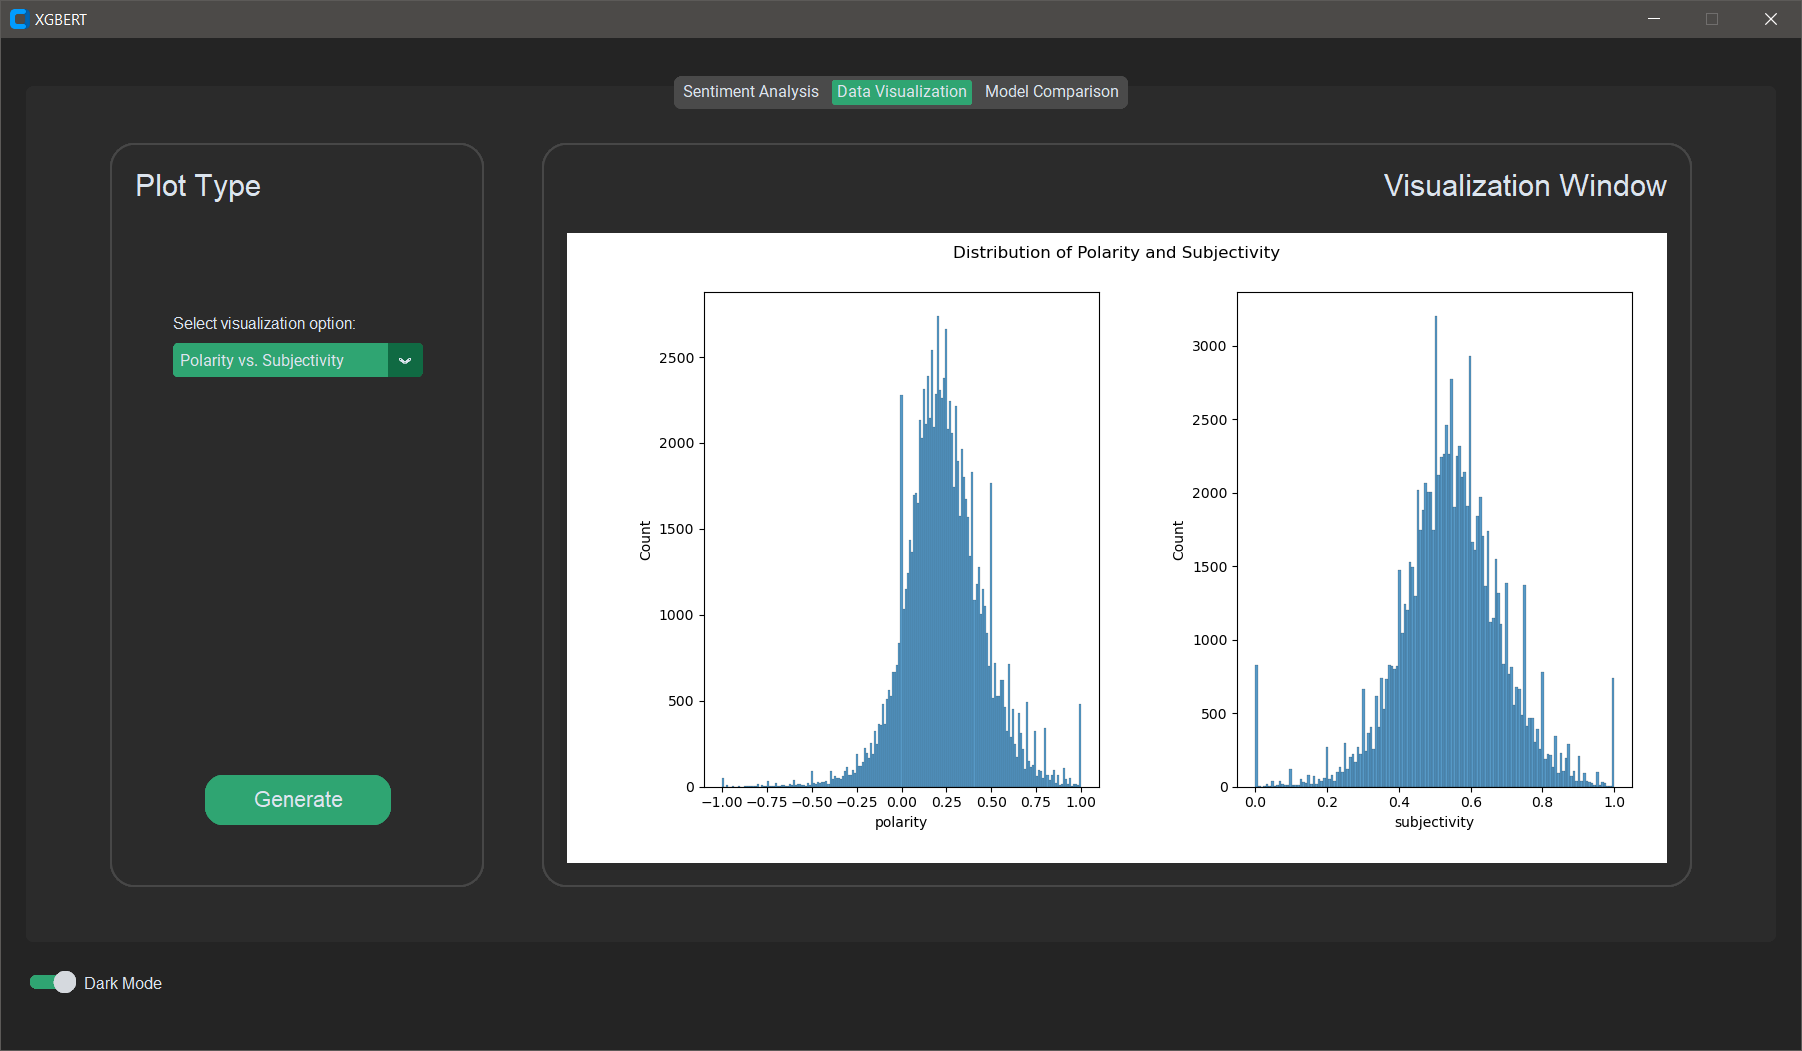 XGBERT
Sentiment Analysis Data Visualization Model Comparison
Plot Type
Select visualization option:
Polarity vs. Subjectivity
Generate
Visualization Window
Distribution of Polarity and Subjectivity
2500
2000
1500
1000
500
0
Count
−1.00 −0.75 −0.50 −0.25 0.00 0.25 0.50 0.75 1.00
polarity
3000
2500
2000
1500
1000
500
0
Count
0.0 0.2 0.4 0.6 0.8 1.0
subjectivity
Dark Mode